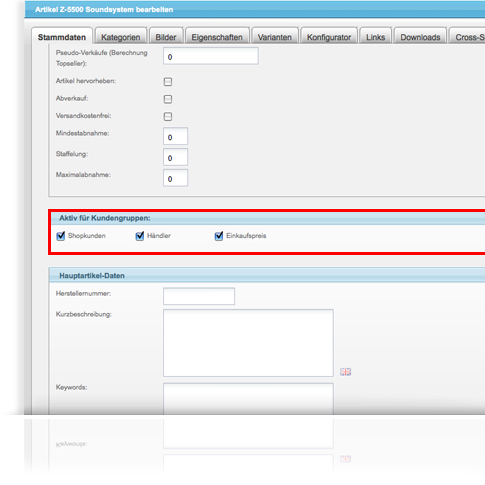 Artikel Z-5500 Soundsystem bearbeiten
Stammdaten Kategorien Bilder Eigenschaften Varianten Konfigurator Links Downloads Cross-S
Pseudo-Verkäufe (Berechnung
Topseller): 0
Artikel hervorheben:
Abverkauf:
Versandkostenfrei:
Mindestabnahme: 0
Staffelung: 0
Maximalabnahme: 0
Aktiv für Kundengruppen:
Shopkunden Händler Einkaufspreis
Hauptartikel-Daten
Herstellernummer:
Kurzbeschreibung:
Keywords:
Keywords: